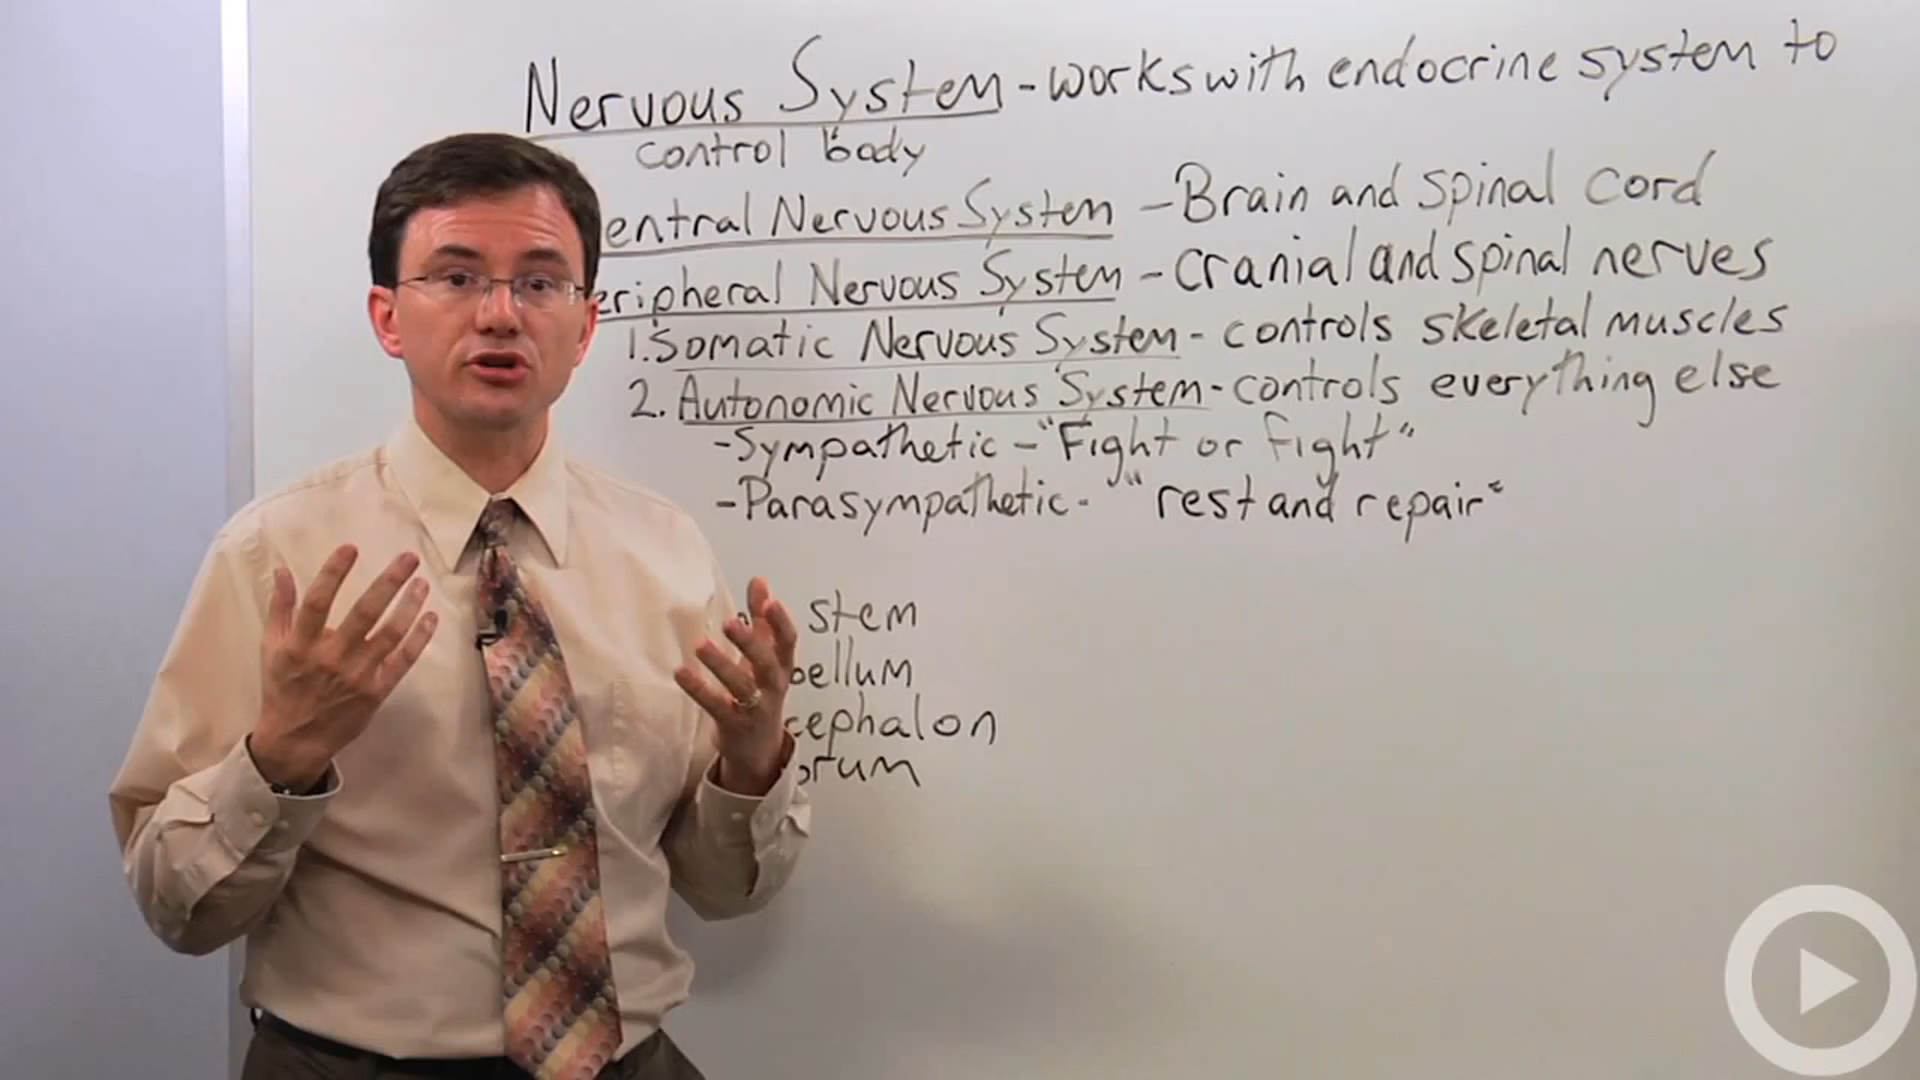 Nervous System - works with endocrine system to
control body
entral Nervous System - Brain and spinal cord
eripheral Nervous System - cranial and spinal nerves
1. Somatic Nervous System - controls skeletal muscles
2. Autonomic Nervous System - controls everything else
- Sympathetic - "Fight or fight"
- Parasympathetic - "rest and repair"
stem
bellum
cephalon
brum